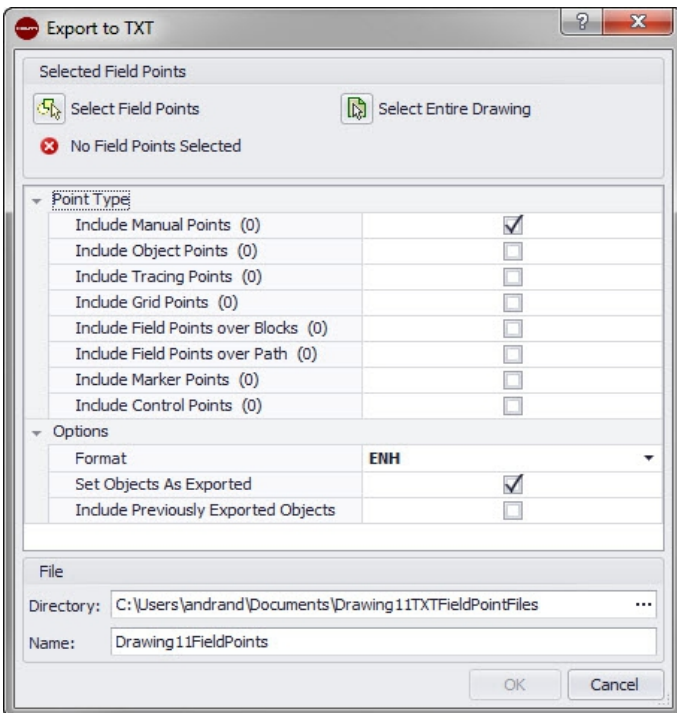 Export to TXT
Selected Field Points
Select Field Points Select Entire Drawing
No Field Points Selected
Point Type
Include Manual Points (0)
Include Object Points (0)
Include Tracing Points (0)
Include Grid Points (0)
Include Field Points over Blocks (0)
Include Field Points over Path (0)
Include Marker Points (0)
Include Control Points (0)
Options
Format ENH
Set Objects As Exported
Include Previously Exported Objects
File
Directory: C:\Users\andrand\Documents\Drawing11TXTFieldPointFiles ...
Name: Drawing11FieldPoints
OK Cancel